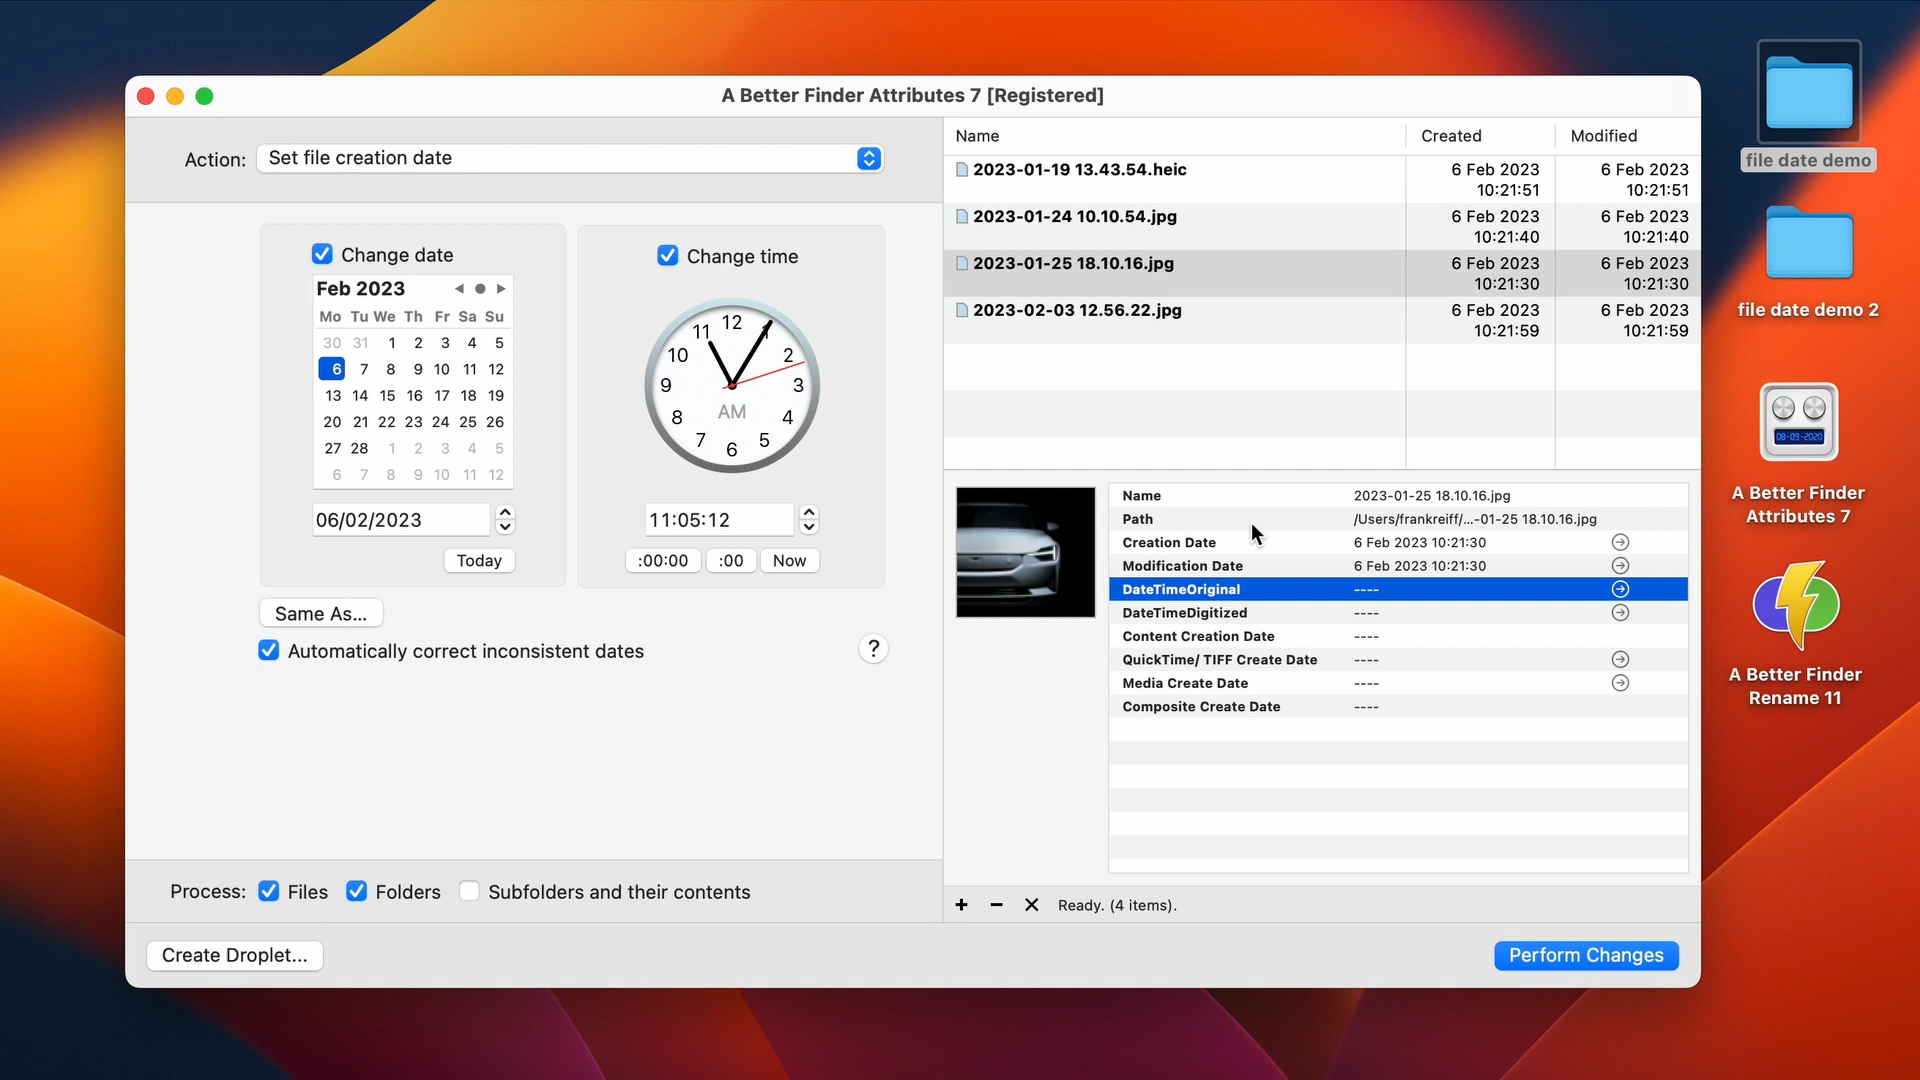 A Better Finder Attributes 7 [Registered]
Action: Set file creation date
Change date
Feb 2023
Mo Tu We Th Fr Sa Su
30 31 1 2 3 4 5
6 7 8 9 10 11 12
13 14 15 16 17 18 19
20 21 22 23 24 25 26
27 28 1 2 3 4 5
6 7 8 9 10 11 12
06/02/2023
Today
Change time
12
11 1
10 2
9 3
AM
8 4
7 5
6
11:05:12
:00:00 :00 Now
Same As...
Automatically correct inconsistent dates ?
Process: Files Folders Subfolders and their contents
Create Droplet...
Name Created Modified
2023-01-19 13.43.54.heic 6 Feb 2023 6 Feb 2023
10:21:51 10:21:51
2023-01-24 10.10.54.jpg 6 Feb 2023 6 Feb 2023
10:21:40 10:21:40
2023-01-25 18.10.16.jpg 6 Feb 2023 6 Feb 2023
10:21:30 10:21:30
2023-02-03 12.56.22.jpg 6 Feb 2023 6 Feb 2023
10:21:59 10:21:59
Name 2023-01-25 18.10.16.jpg
Path /Users/frankreiff/...-01-25 18.10.16.jpg
Creation Date 6 Feb 2023 10:21:30
Modification Date 6 Feb 2023 10:21:30
DateTimeOriginal ----
DateTimeDigitized ----
Content Creation Date ----
QuickTime/ TIFF Create Date ----
Media Create Date ----
Composite Create Date ----
+ − × Ready. (4 items).
Perform Changes
file date demo
file date demo 2
08-09-2020
A Better Finder
Attributes 7
A Better Finder
Rename 11